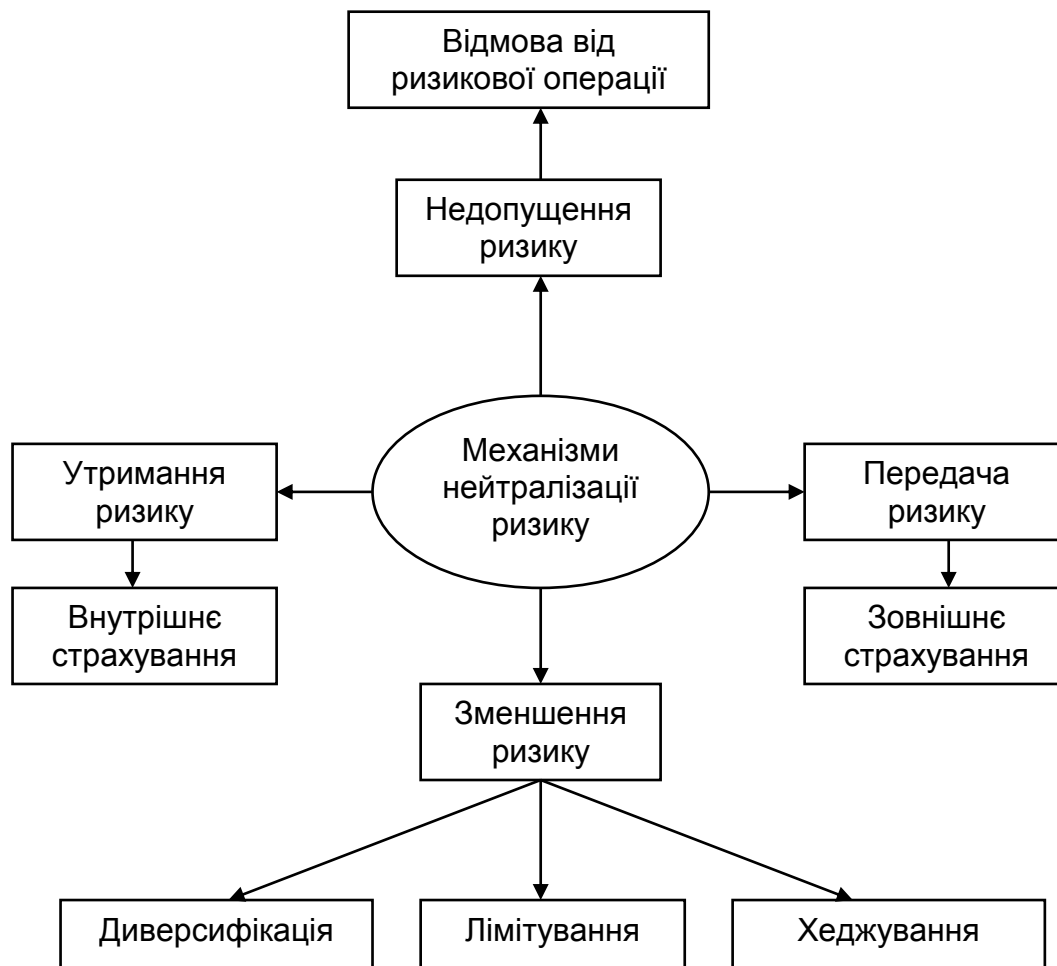 Відмова від
ризикової операції
Недопущення
ризику
Механізми
нейтралізації
ризику
Утримання
ризику
Передача
ризику
Внутрішнє
страхування
Зовнішнє
страхування
Зменшення
ризику
Диверсифікація
Лімітування
Хеджування